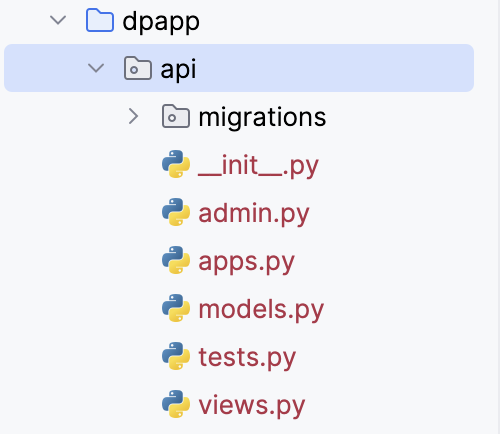 dpapp
api
migrations
__init__.py
admin.py
apps.py
models.py
tests.py
views.py